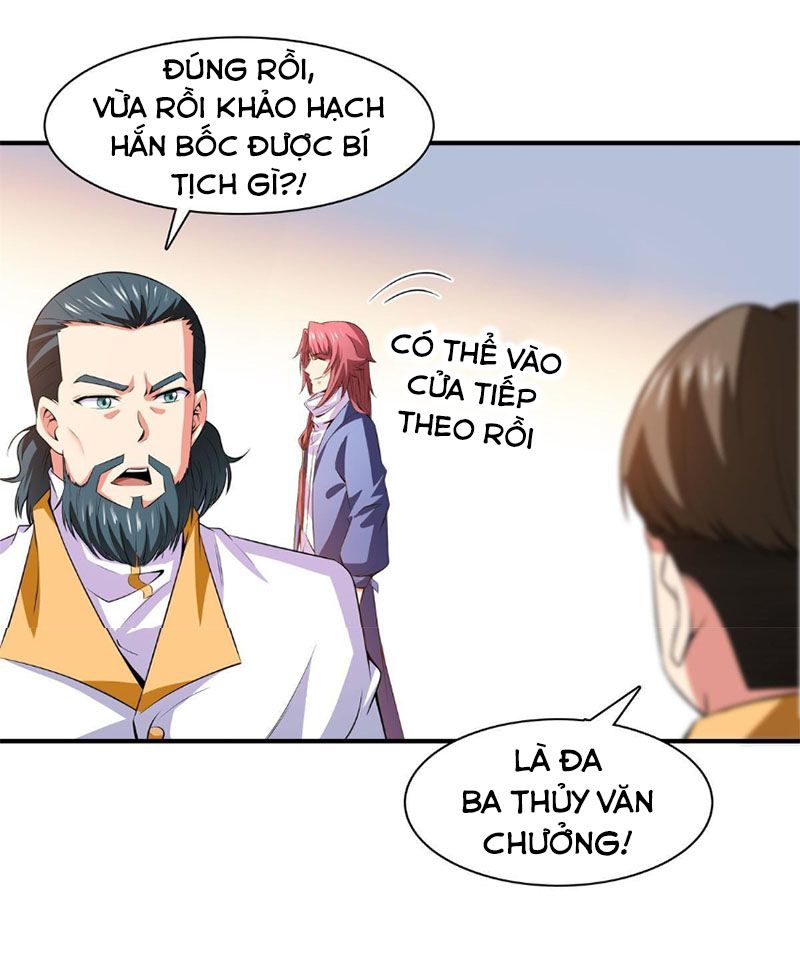 ĐÚNG RỒI,
VỪA RỒI KHẢO HẠCH
HẮN BỐC ĐƯỢC BÍ
TỊCH GÌ?!
CÓ THỂ VÀO
CỬA TIẾP
THEO RỒI
LÀ ĐA
BA THỦY VĂN
CHƯỞNG!